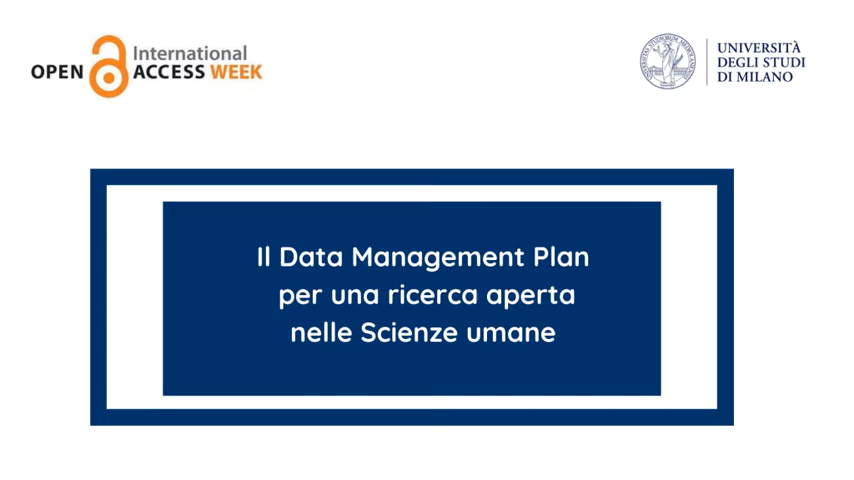 International
OPEN ACCESS WEEK
UNIVERSITÀ
DEGLI STUDI
DI MILANO
Il Data Management Plan
per una ricerca aperta
nelle Scienze umane